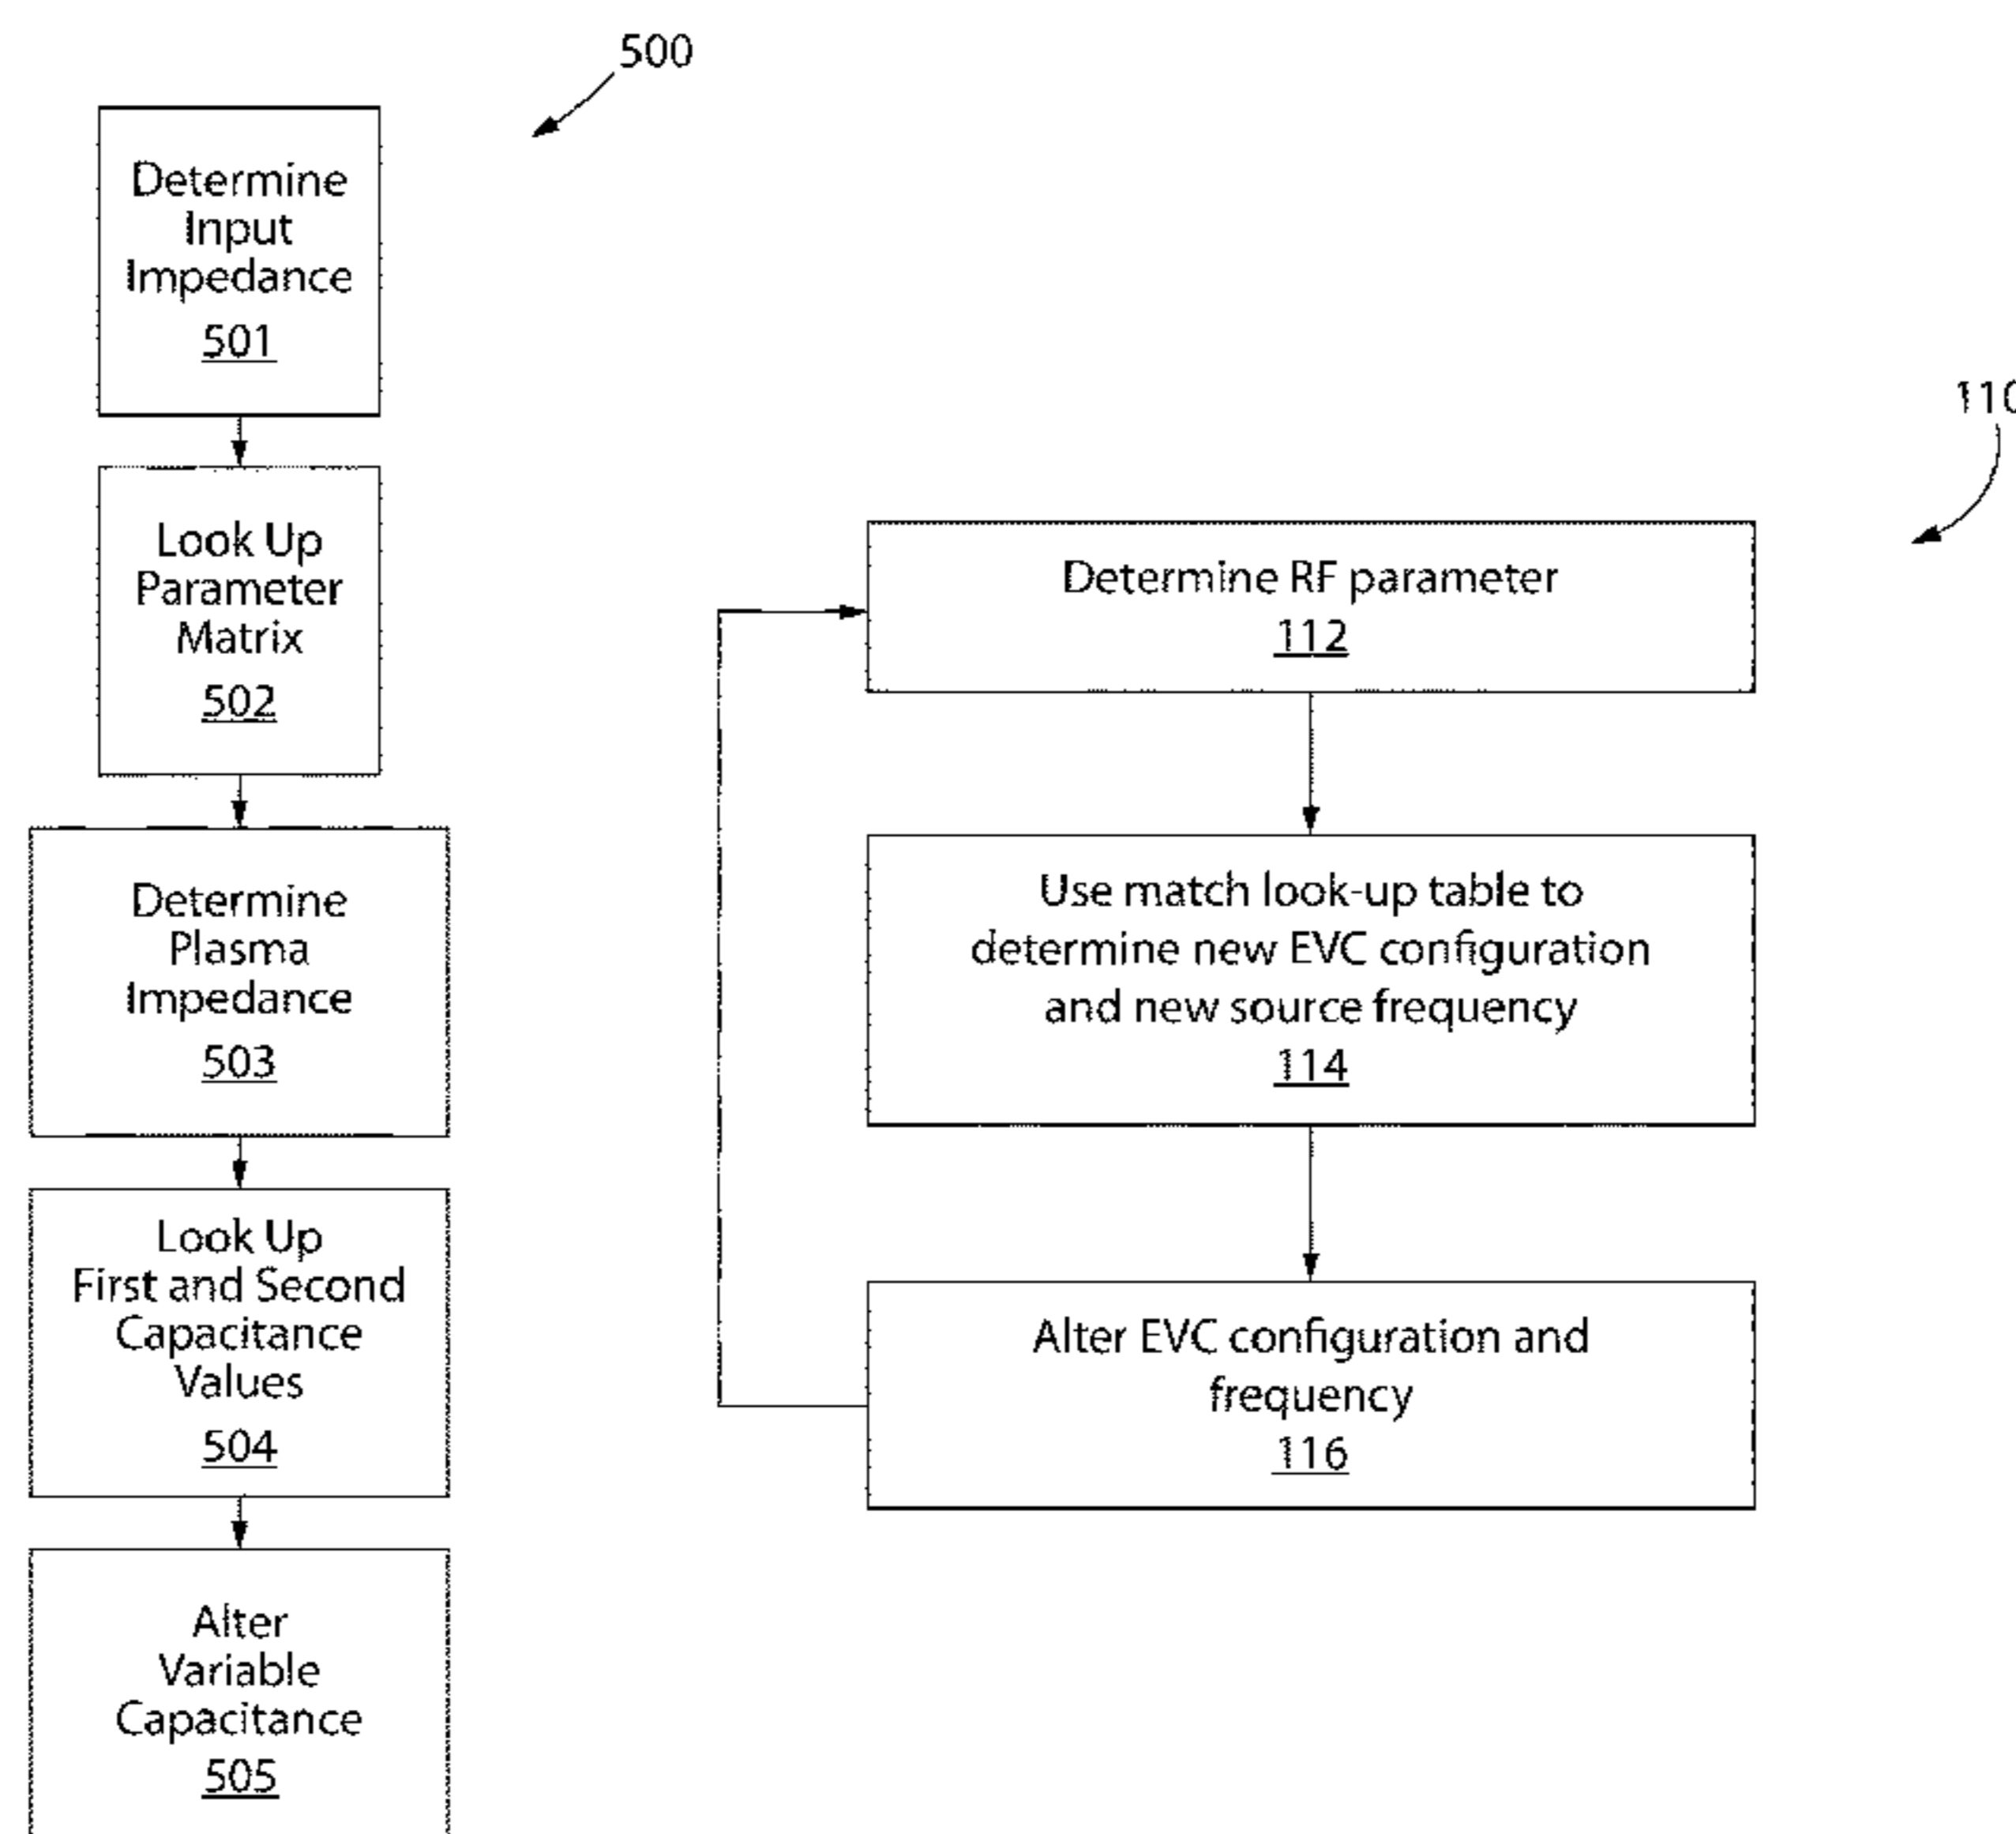 500
Determine
Input
Impedance
501
Look Up
Parameter
Matrix
502
Determine
Plasma
Impedance
503
Look Up
First and Second
Capacitance
Values
504
Alter
Variable
Capacitance
505
110
Determine RF parameter
112
Use match look-up table to
determine new EVC configuration
and new source frequency
114
Alter EVC configuration and
frequency
116